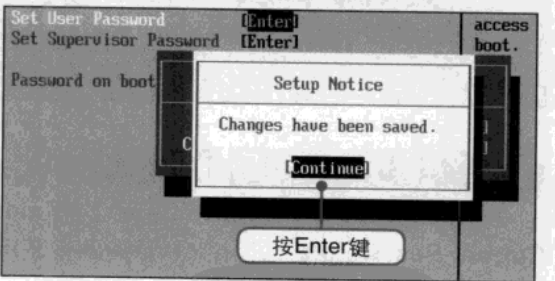 Set User Password [Enter]
Set Supervisor Password [Enter]
access
boot.
Password on boot
Setup Notice
Changes have been saved.
[Continue]
C
按Enter键